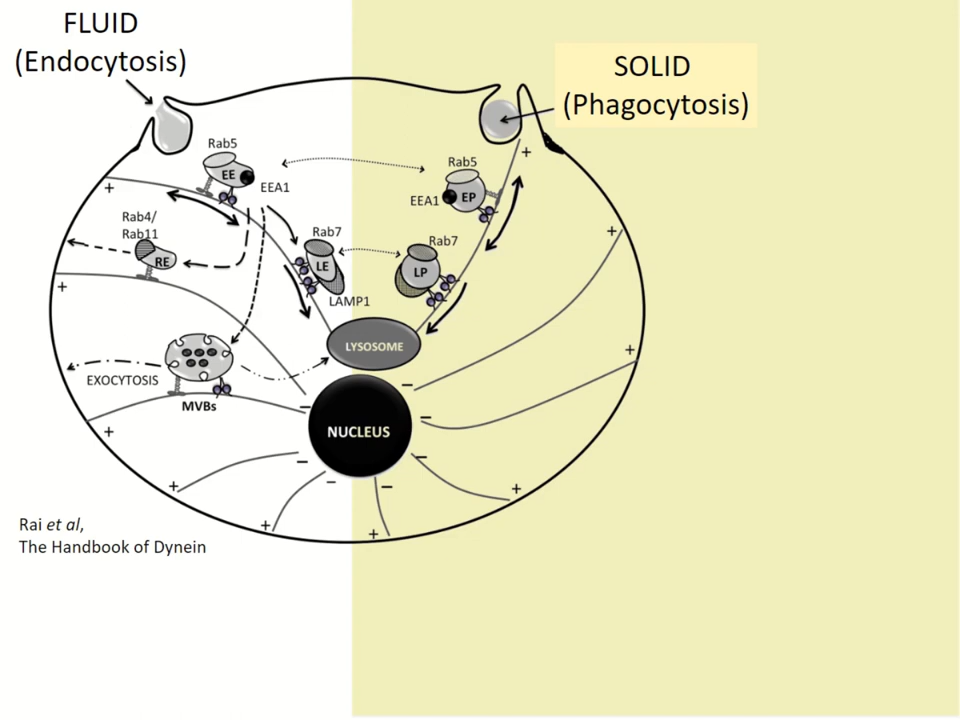 FLUID
(Endocytosis)
SOLID
(Phagocytosis)
Rab5
EE
EEA1
Rab5
EEA1
EP
+
+
Rab4/
Rab11
RE
Rab7
LE
LAMP1
Rab7
LP
+
+
LYSOSOME
+
EXOCYTOSIS
MVBs
NUCLEUS
−
−
−
−
−
−
−
+
+
+
+
+
Rai et al,
The Handbook of Dynein